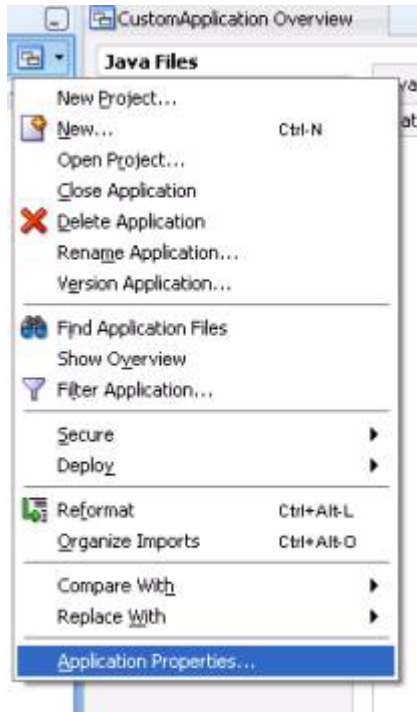 CustomApplication Overview
Java Files
New Project...
New... Ctrl-N
Open Project...
Close Application
Delete Application
Rename Application...
Version Application...
Find Application Files
Show Overview
Filter Application...
Secure
Deploy
Reformat Ctrl+Alt-L
Organize Imports Ctrl+Alt-O
Compare With
Replace With
Application Properties...